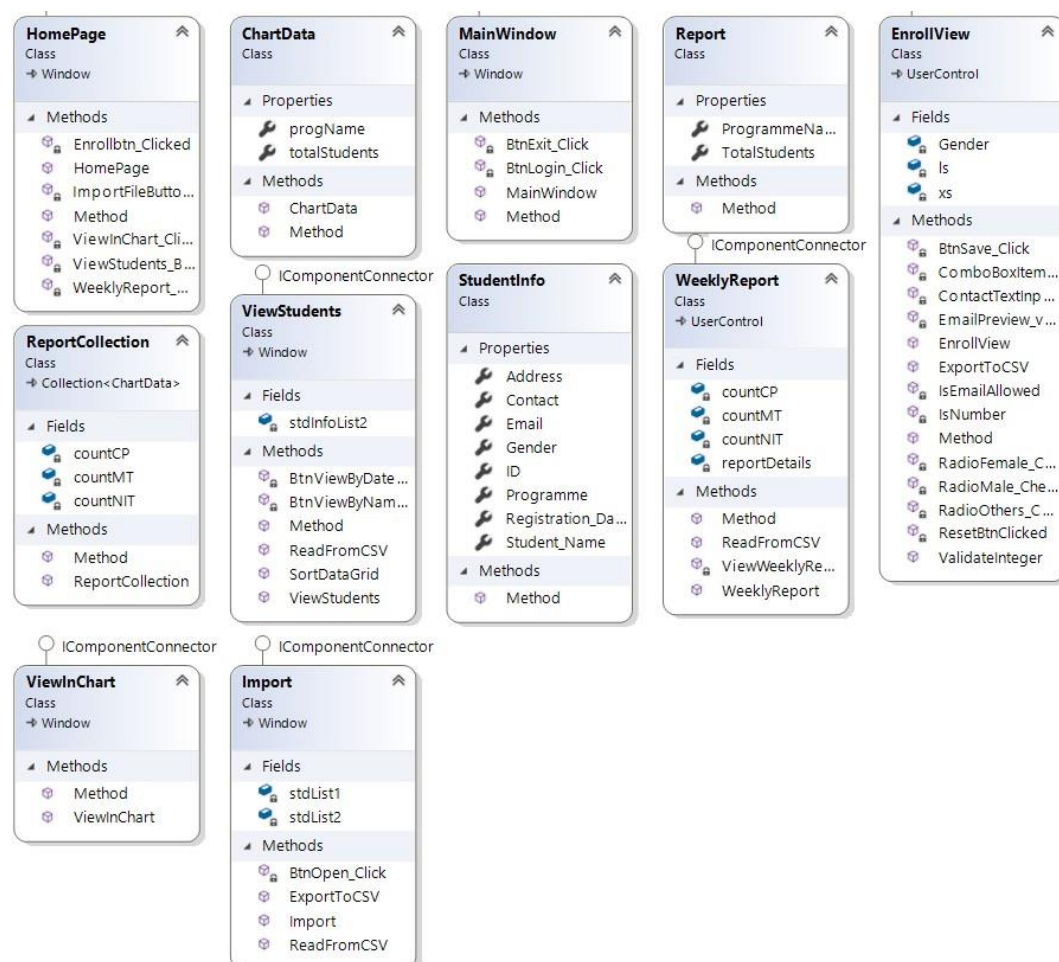 HomePage
Class
Window
Methods
Enrollbtn_Clicked
HomePage
ImportFileButto...
Method
ViewInChart_Cli...
ViewStudents_B...
WeeklyReport_...
ChartData
Class
Properties
progName
totalStudents
Methods
ChartData
Method
MainWindow
Class
Window
Methods
BtnExit_Click
BtnLogin_Click
MainWindow
Method
Report
Class
Properties
ProgrammeNa...
TotalStudents
Methods
Method
EnrollView
Class
UserControl
Fields
Gender
ls
xs
Methods
BtnSave_Click
ComboBoxItem...
ContactTextInp...
EmailPreview_v...
EnrollView
ExportToCSV
IsEmailAllowed
IsNumber
Method
RadioFemale_C...
RadioMale_Che...
RadioOthers_C...
ResetBtnClicked
ValidateInteger
ReportCollection
Class
Collection<ChartData>
Fields
countCP
countMT
countNIT
Methods
Method
ReportCollection
IComponentConnector
ViewStudents
Class
Window
Fields
stdInfoList2
Methods
BtnViewByDate...
BtnViewByNam...
Method
ReadFromCSV
SortDataGrid
ViewStudents
StudentInfo
Class
Properties
Address
Contact
Email
Gender
ID
Programme
Registration_Da...
Student_Name
Methods
Method
IComponentConnector
WeeklyReport
Class
UserControl
Fields
countCP
countMT
countNIT
reportDetails
Methods
Method
ReadFromCSV
ViewWeeklyRe...
WeeklyReport
IComponentConnector
ViewInChart
Class
Window
Methods
Method
ViewInChart
IComponentConnector
Import
Class
Window
Fields
stdList1
stdList2
Methods
BtnOpen_Click
ExportToCSV
Import
ReadFromCSV